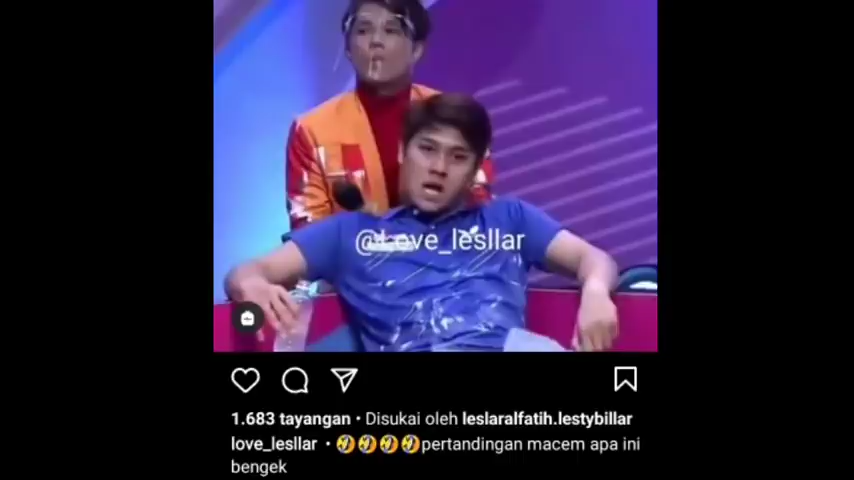 @Love_lesllar
1.683 tayangan • Disukai oleh leslaralfatih.lestybillar
love_lesllar • 🤣🤣🤣🤣pertandingan macem apa ini
bengek